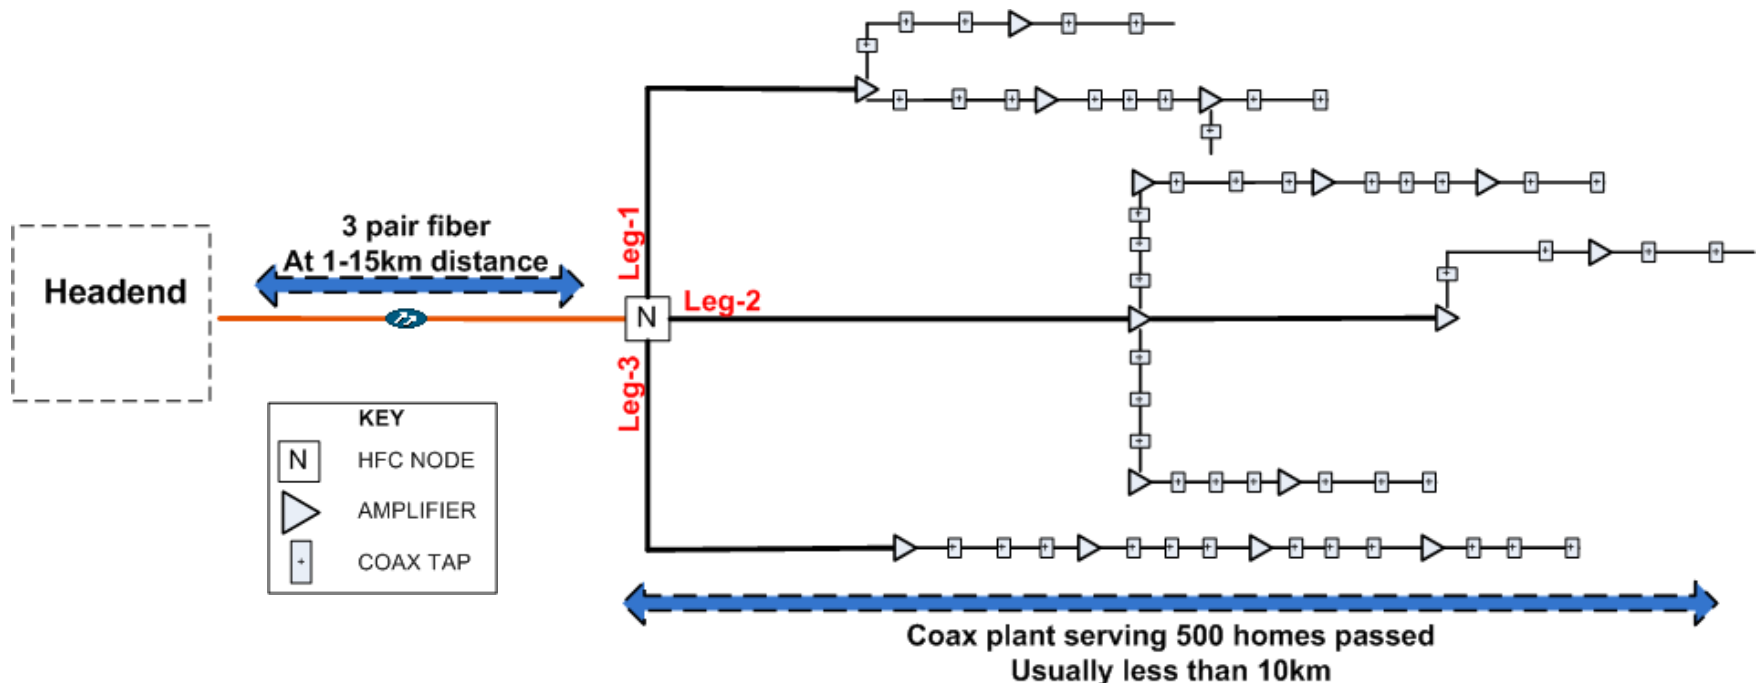 3 pair fiber
At 1-15km distance
Headend
Leg-1
N
Leg-2
Leg-3
KEY
N
HFC NODE
AMPLIFIER
COAX TAP
Coax plant serving 500 homes passed
Usually less than 10km